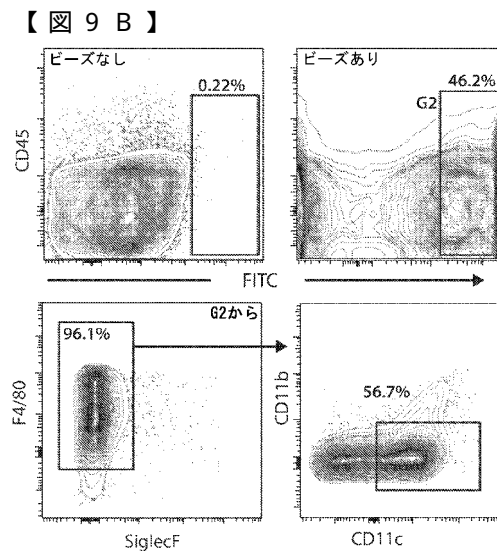 【図9B】
ビーズなし
0.22%
CD45
ビーズあり
46.2%
G2
FITC
96.1%
G2から
F4/80
SiglecF
56.7%
CD11b
CD11c